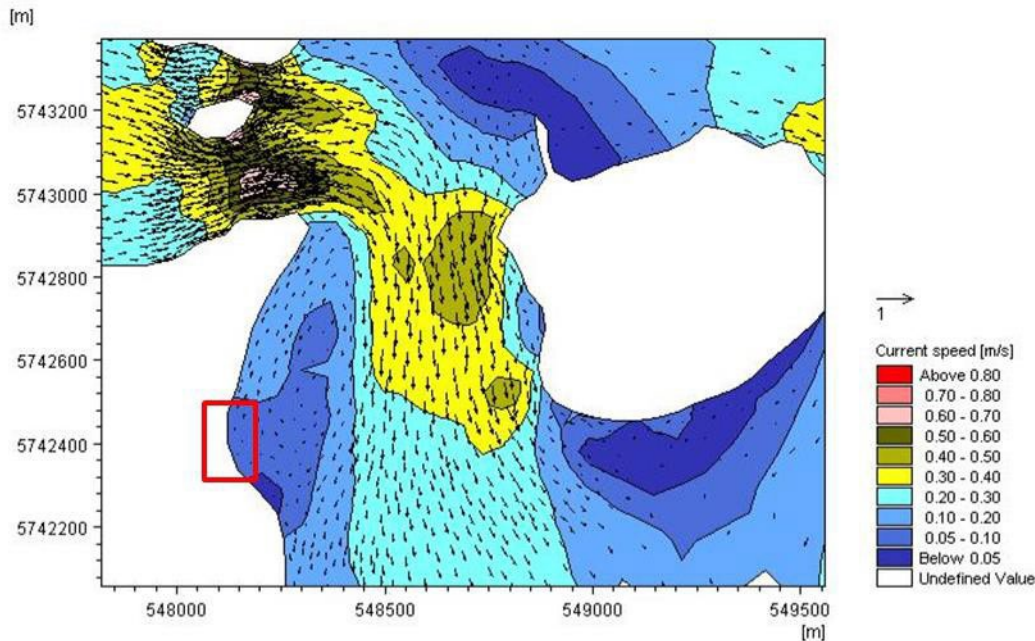 [m]
5743200
5743000
5742800
5742600
5742400
5742200
548000
548500
549000
549500
[m]
1
Current speed [m/s]
Above 0.80
0.70 - 0.80
0.60 - 0.70
0.50 - 0.60
0.40 - 0.50
0.30 - 0.40
0.20 - 0.30
0.10 - 0.20
0.05 - 0.10
Below 0.05
Undefined Value